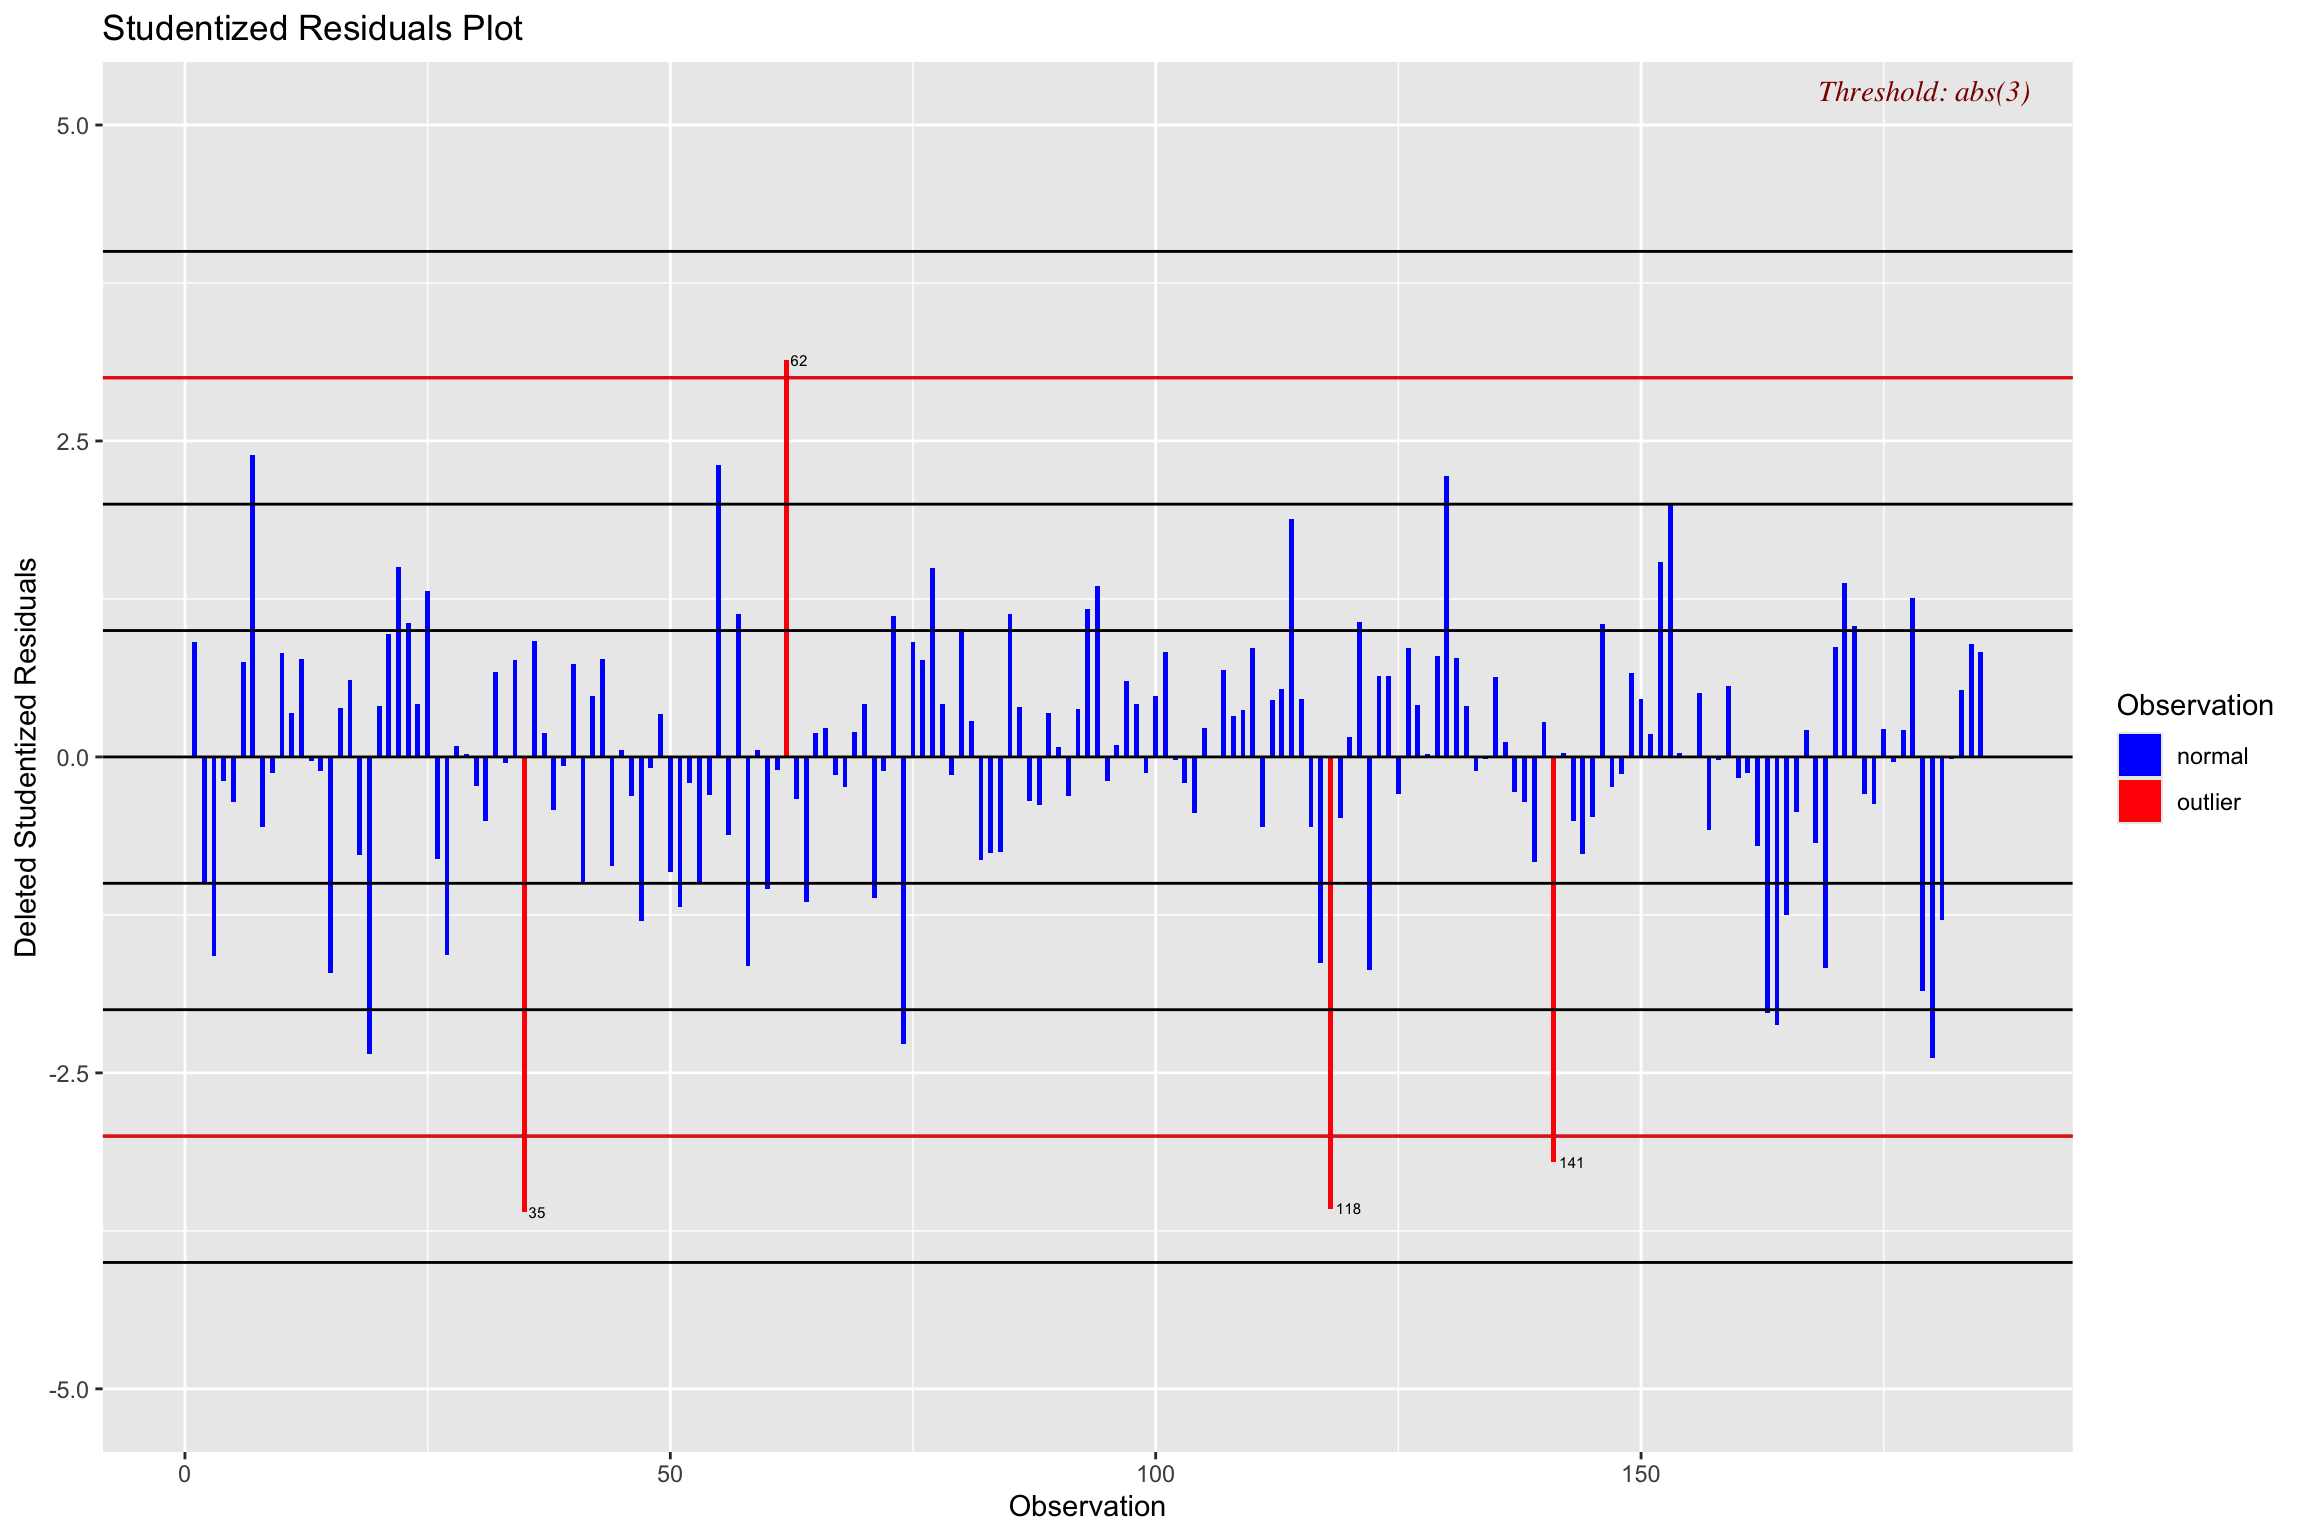 Studentized Residuals Plot
Threshold: abs(3)
5.0
2.5
0.0
-2.5
-5.0
Deleted Studentized Residuals
62
35
118
141
0
50
100
150
Observation
Observation
normal
outlier